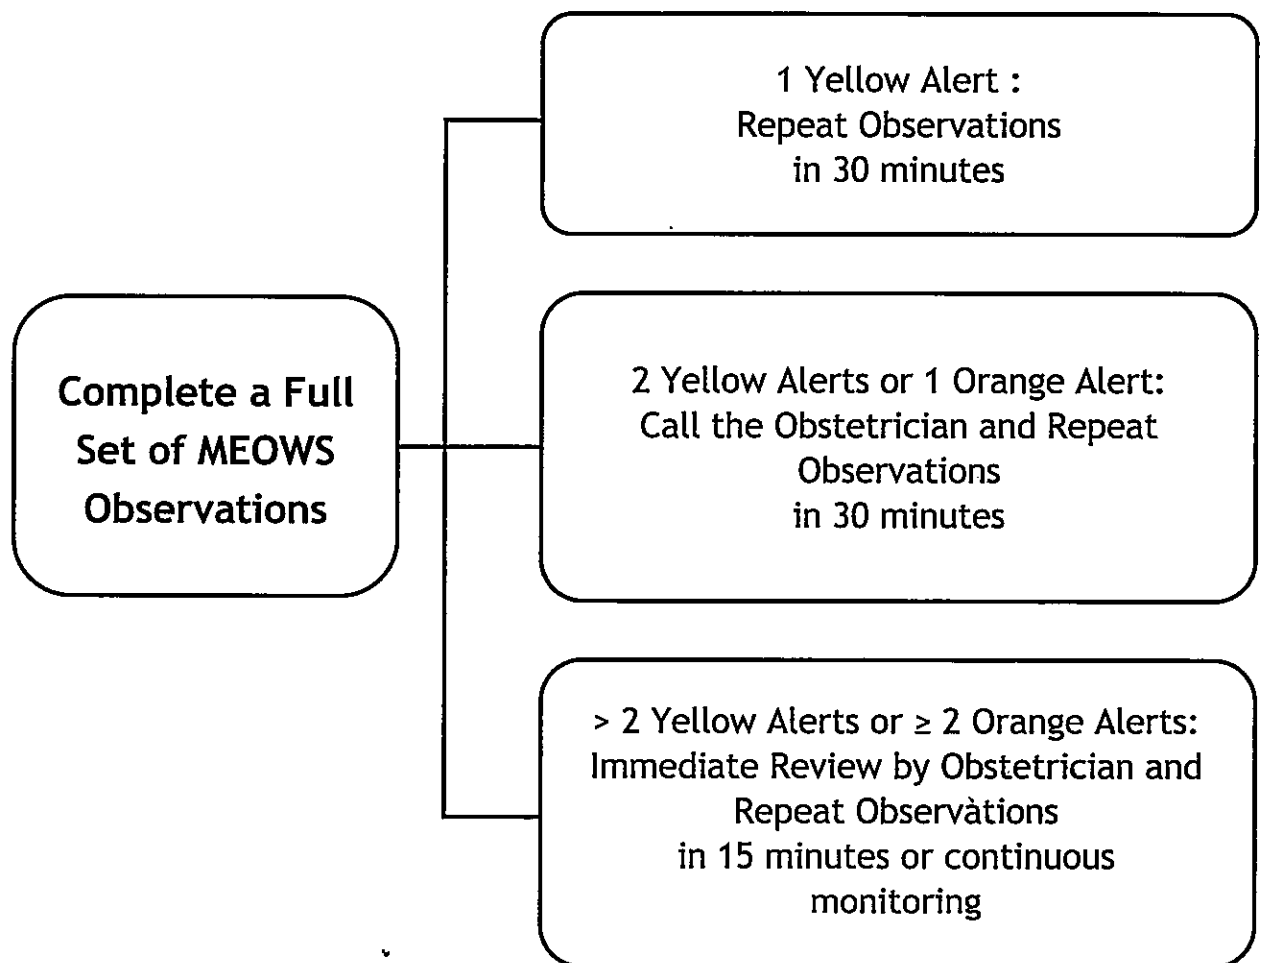 1 Yellow Alert :
Repeat Observations
in 30 minutes
Complete a Full
Set of MEOWS
Observations
2 Yellow Alerts or 1 Orange Alert:
Call the Obstetrician and Repeat
Observations
in 30 minutes
> 2 Yellow Alerts or ≥ 2 Orange Alerts:
Immediate Review by Obstetrician and
Repeat Observàtions
in 15 minutes or continuous
monitoring